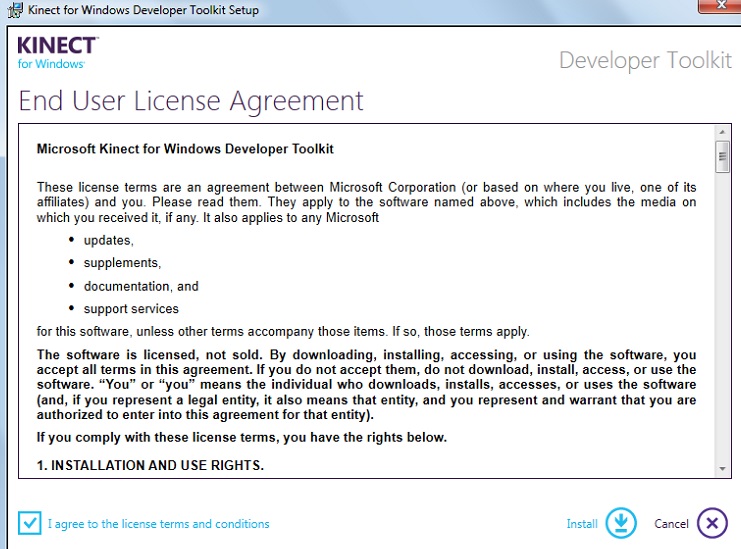 Kinect for Windows Developer Toolkit Setup
KINECT™
for Windows®
Developer Toolkit
End User License Agreement
Microsoft Kinect for Windows Developer Toolkit
These license terms are an agreement between Microsoft Corporation (or based on where you live, one of its
affiliates) and you. Please read them. They apply to the software named above, which includes the media on
which you received it, if any. It also applies to any Microsoft
• updates,
• supplements,
• documentation, and
• support services
for this software, unless other terms accompany those items. If so, those terms apply.
The software is licensed, not sold. By downloading, installing, accessing, or using the software, you
accept all terms in this agreement. If you do not accept them, do not download, install, access, or use the
software. “You” or “you” means the individual who downloads, installs, accesses, or uses the software
(and, if you represent a legal entity, it also means that entity, and you represent and warrant that you are
authorized to enter into this agreement for that entity).
If you comply with these license terms, you have the rights below.
1. INSTALLATION AND USE RIGHTS.
I agree to the license terms and conditions
Install
Cancel